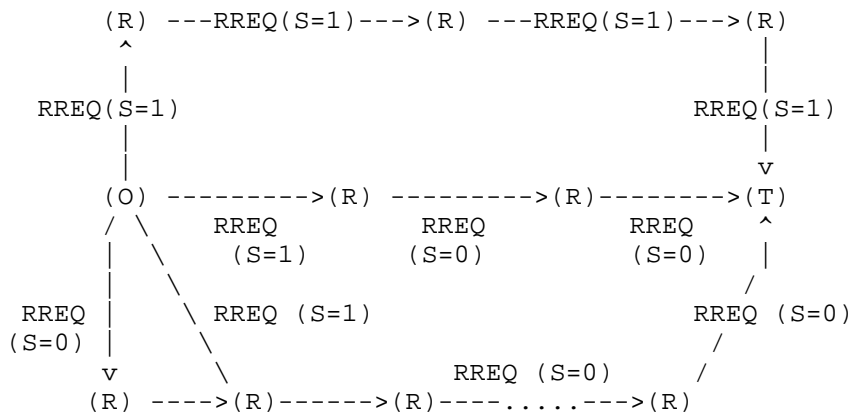 (R) ---RREQ(S=1)--->(R) ---RREQ(S=1)--->(R)
^ |
| |
RREQ(S=1) RREQ(S=1)
| |
| v
(O) --------->(R) --------->(R)-------->(T)
/ \ RREQ RREQ RREQ ^
| \ (S=1) (S=0) (S=0) |
| \ /
RREQ | \ RREQ (S=1) RREQ (S=0)
(S=0) | \ /
v \ RREQ (S=0) /
(R) ---->(R)------>(R)----.....--->(R)